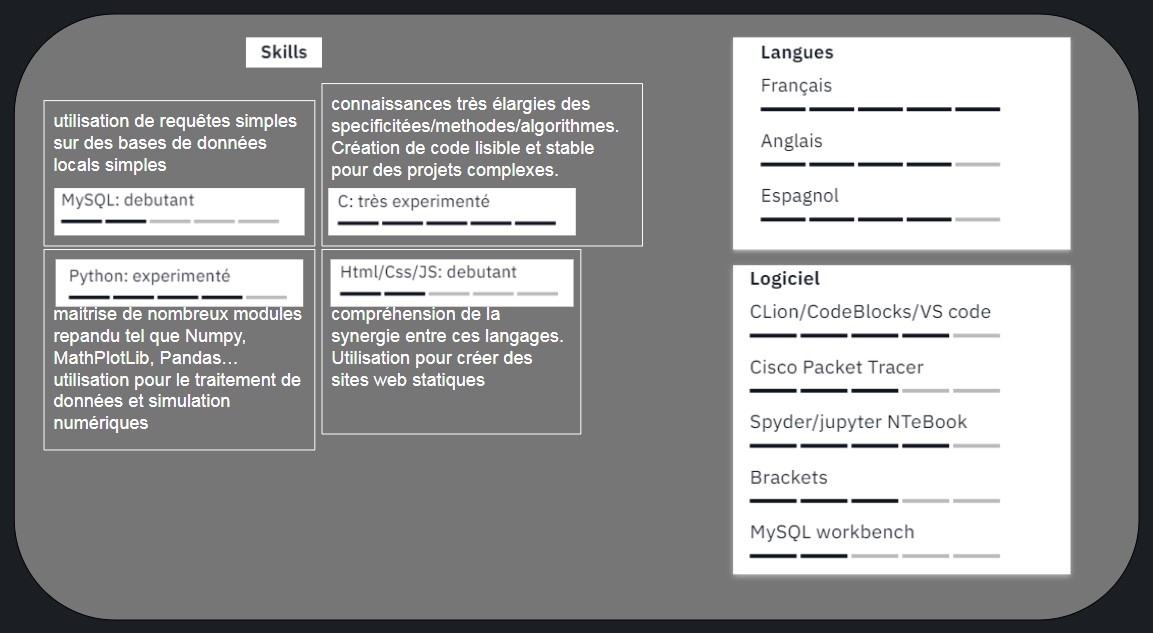 Skills
utilisation de requêtes simples
sur des bases de données
locals simples
MySQL: debutant
connaissances très élargies des
specificitées/methodes/algorithmes.
Création de code lisible et stable
pour des projets complexes.
C: très experimenté
Python: experimenté
maitrise de nombreux modules
repandu tel que Numpy,
MathPlotLib, Pandas...
utilisation pour le traitement de
données et simulation
numériques
Html/Css/JS: debutant
compréhension de la
synergie entre ces langages.
Utilisation pour créer des
sites web statiques
Langues
Français
Anglais
Espagnol
Logiciel
CLion/CodeBlocks/VS code
Cisco Packet Tracer
Spyder/jupyter NTeBook
Brackets
MySQL workbench